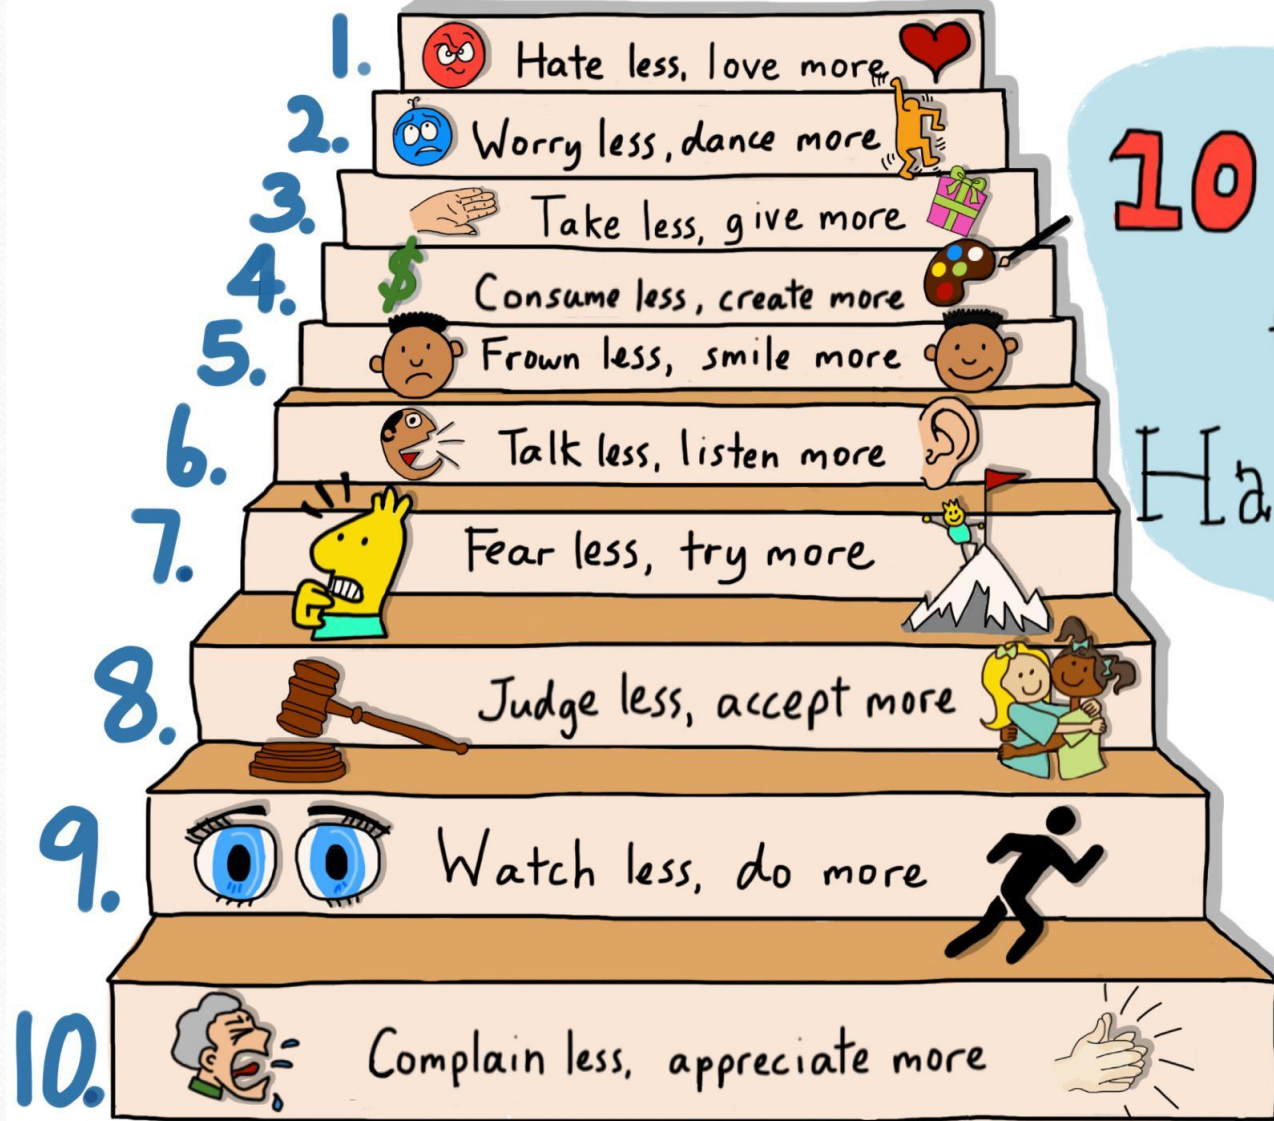 1. Hate less, love more
2. Worry less, dance more
3. Take less, give more
4. $ Consume less, create more
5. Frown less, smile more
6. Talk less, listen more
7. Fear less, try more
8. Judge less, accept more
9. Watch less, do more
10. Complain less, appreciate more
10
Ha